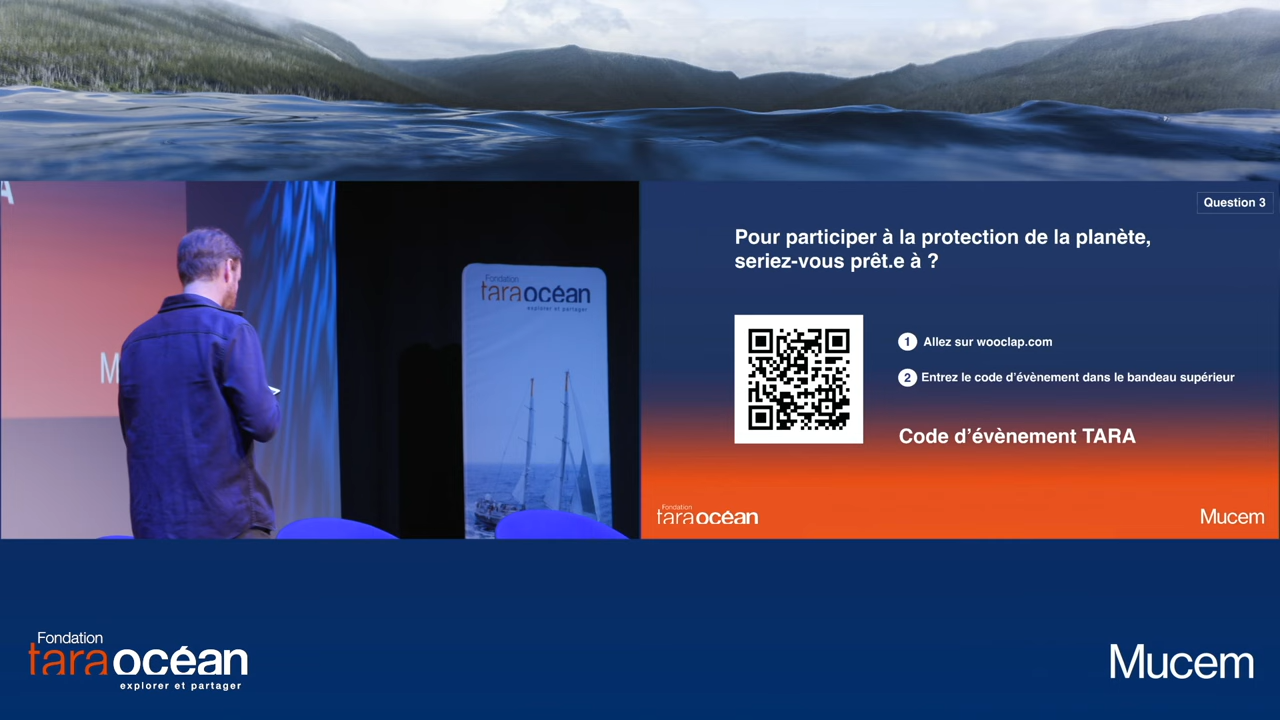 A
M
Fondation
taraocéan
explorer et partager
Question 3
Pour participer à la protection de la planète,
seriez-vous prêt.e à ?
1 Allez sur wooclap.com
2 Entrez le code d'évènement dans le bandeau supérieur
Code d'évènement TARA
Fondation
taraocéan
Mucem
Fondation
taraocéan
explorer et partager
Mucem